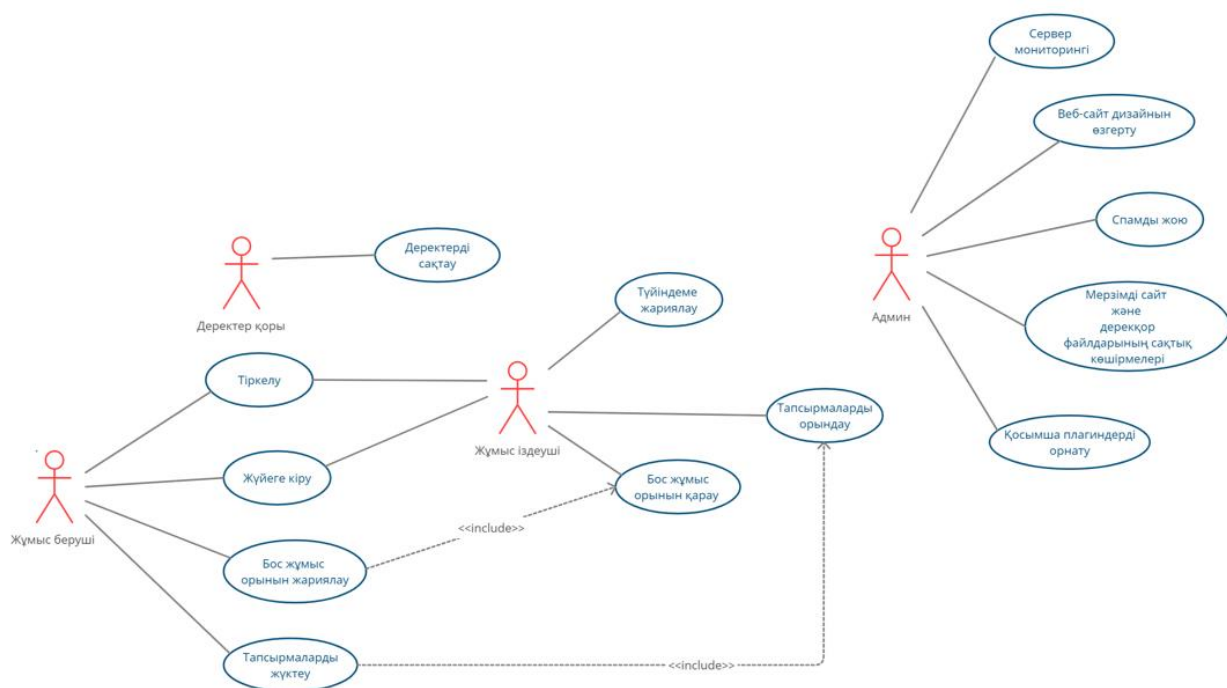 Сервер
мониторингі
Веб-сайт дизайнын
өзгерту
Спамды жою
Деректерді
сақтау
Деректер қоры
Түйіндеме
жариялау
Админ
Мерзімді сайт
және
дерекқор
файлдарының сақтық
көшірмелері
Тіркелу
Жұмыс іздеуші
Тапсырмаларды
орындау
Қосымша плагиндерді
орнату
Жүйеге кіру
Бос жұмыс
орынын қарау
Жұмыс беруші
<<include>>
Бос жұмыс
орынын жариялау
Тапсырмаларды
жүктеу
<<include>>